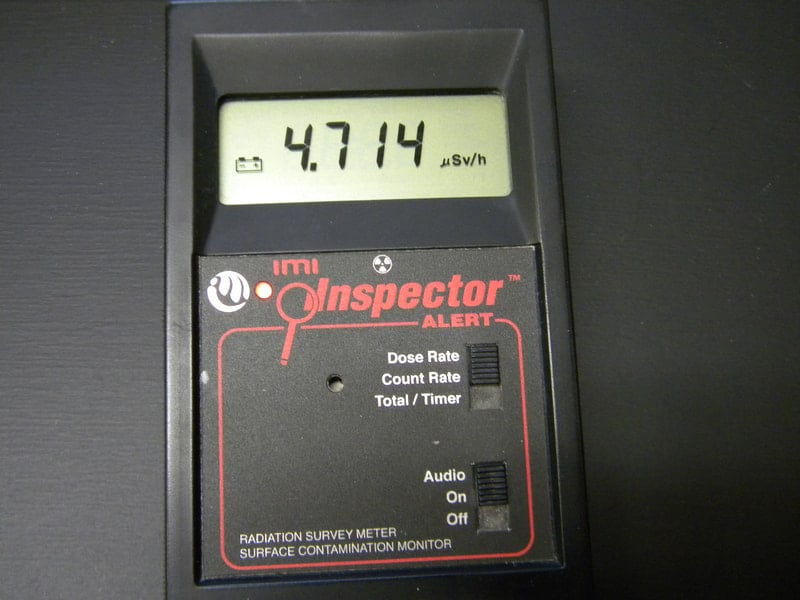 4.714 μSv/h
imi
Inspector™
ALERT
Dose Rate
Count Rate
Total / Timer
Audio
On
Off
RADIATION SURVEY METER
SURFACE CONTAMINATION MONITOR